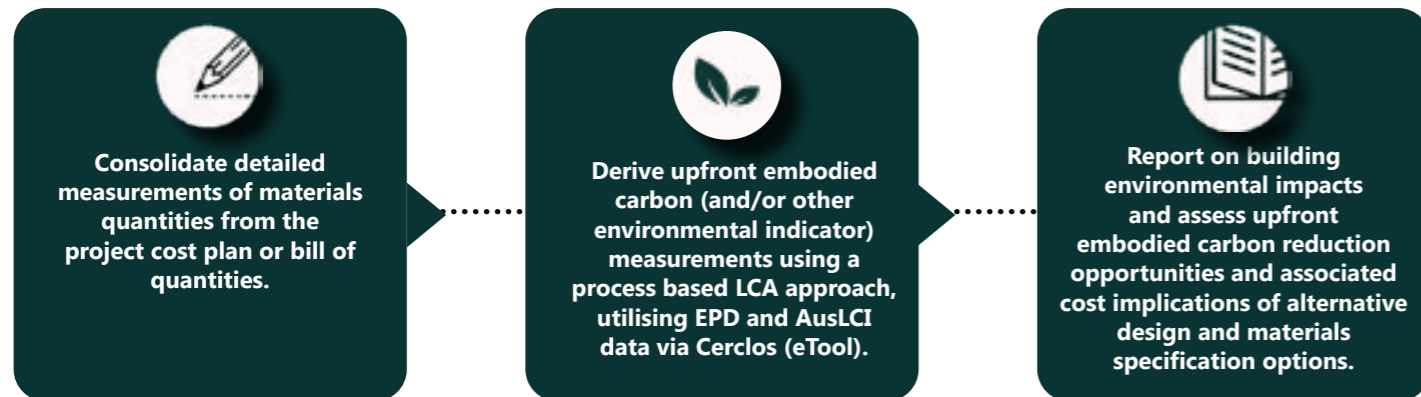 Consolidate detailed
measurements of materials
quantities from the
project cost plan or bill of
quantities.
Derive upfront embodied
carbon (and/or other
environmental indicator)
measurements using a
process based LCA approach,
utilising EPD and AusLCI
data via Cerclos (eTool).
Report on building
environmental impacts
and assess upfront
embodied carbon reduction
opportunities and associated
cost implications of alternative
design and materials
specification options.